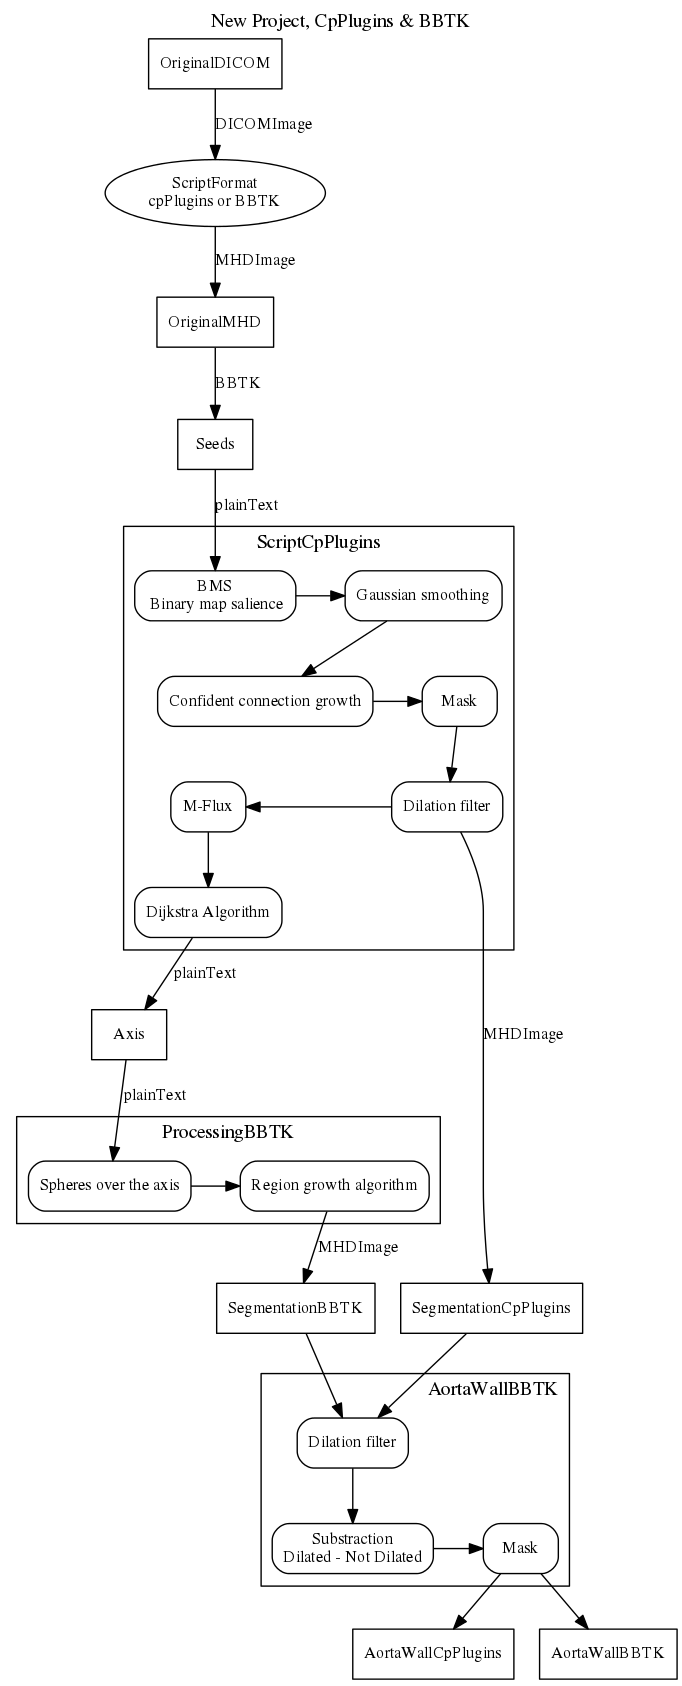 New Project, CpPlugins & BBTK
OriginalDICOM
DICOMImage
ScriptFormat
cpPlugins or BBTK
MHDImage
OriginalMHD
BBTK
Seeds
plainText
ScriptCpPlugins
BMS
Binary map salience
Gaussian smoothing
Confident connection growth
Mask
M-Flux
Dilation filter
Dijkstra Algorithm
plainText
Axis
MHDImage
plainText
ProcessingBBTK
Spheres over the axis
Region growth algorithm
MHDImage
SegmentationBBTK
SegmentationCpPlugins
AortaWallBBTK
Dilation filter
Substraction
Dilated - Not Dilated
Mask
AortaWallCpPlugins
AortaWallBBTK